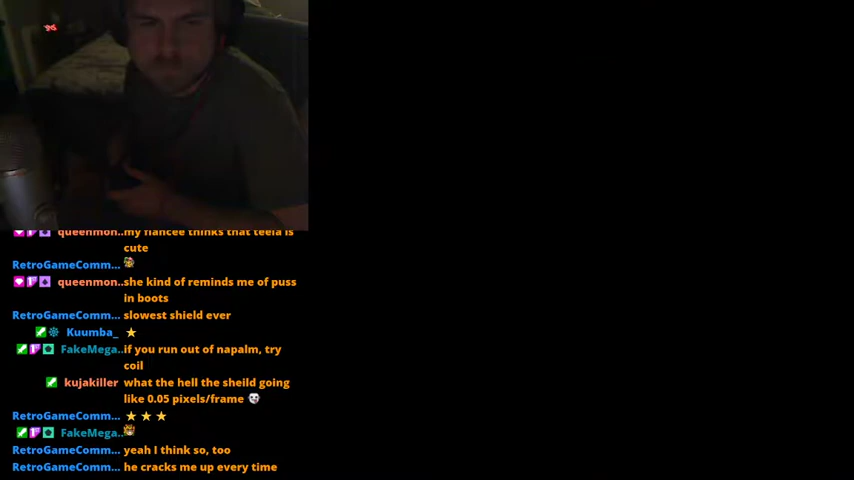 queenmon.. my fiancee thinks that teela is
cute
RetroGameComm...
queenmon.. she kind of reminds me of puss
in boots
RetroGameComm... slowest shield ever
Kuumba_
FakeMega.. if you run out of napalm, try
coil
kujakiller what the hell the sheild going
like 0.05 pixels/frame
RetroGameComm...
FakeMega..
RetroGameComm... yeah I think so, too
RetroGameComm... he cracks me up every time